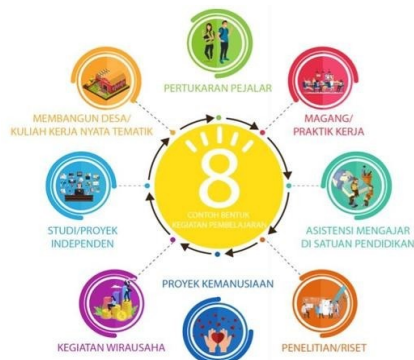 PERTUKARAN PEJALAR
MAGANG/
PRAKTIK KERJA
ASISTENSI MENGAJAR
DI SATUAN PENDIDIKAN
PENELITIAN/RISET
PROYEK KEMANUSIAAN
KEGIATAN WIRAUSAHA
STUDI/PROYEK
INDEPENDEN
MEMBANGUN DESA/
KULIAH KERJA NYATA TEMATIK
8
CONTOH BENTUK
KEGIATAN PEMBELAJARAN